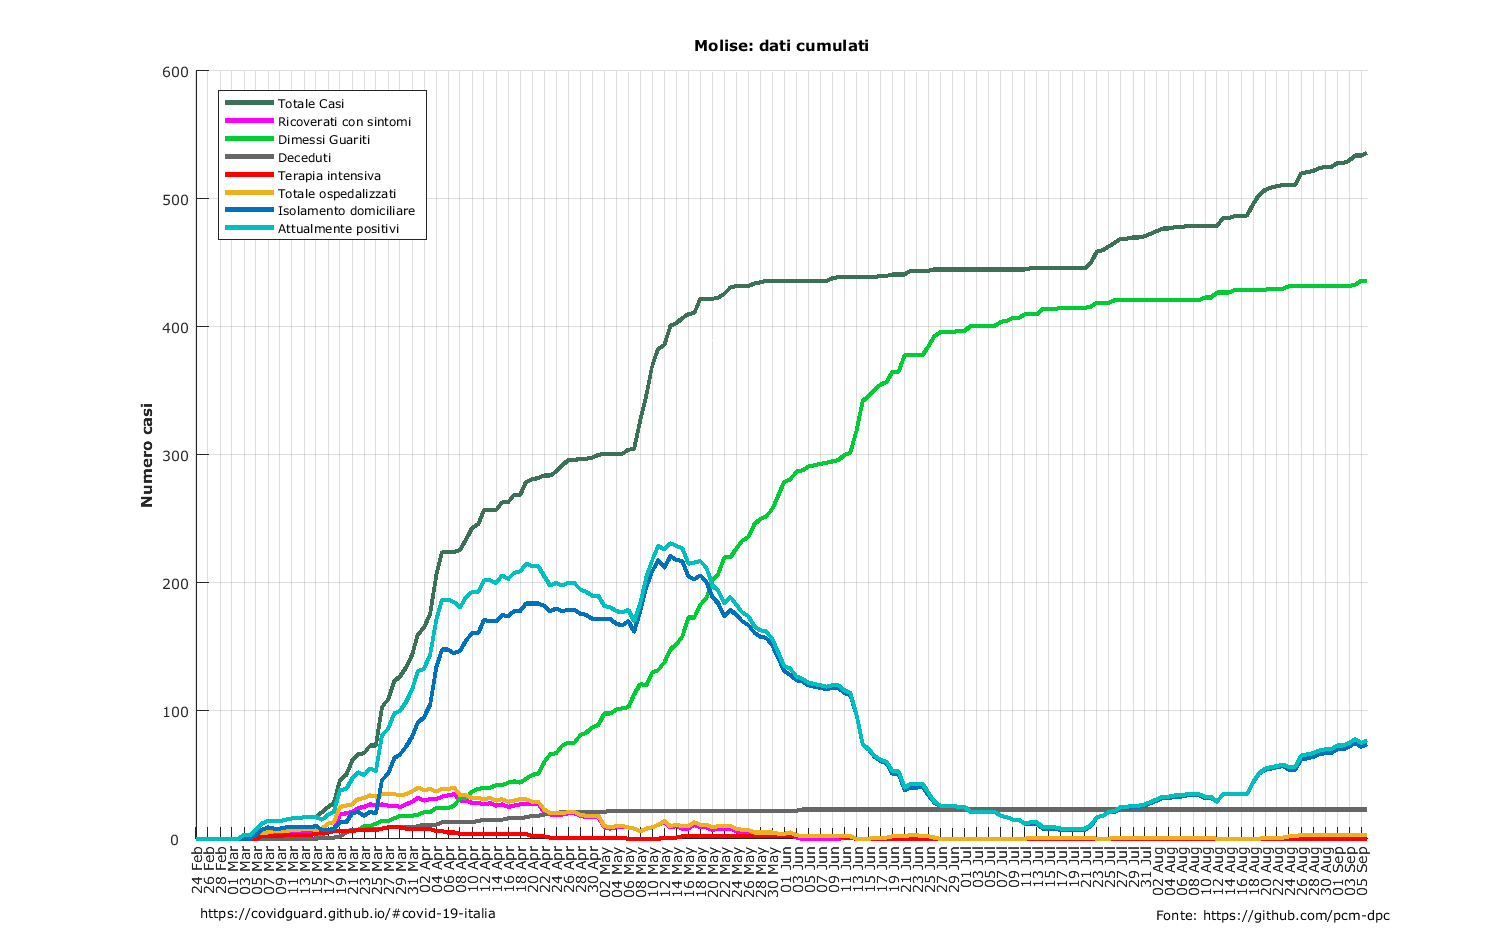 Molise: dati cumulati
600
500
400
300
200
100
0
Numero casi
Totale Casi
Ricoverati con sintomi
Dimessi Guariti
Deceduti
Terapia intensiva
Totale ospedalizzati
Isolamento domiciliare
Attualmente positivi
24 Feb
26 Feb
28 Feb
01 Mar
03 Mar
05 Mar
07 Mar
09 Mar
11 Mar
13 Mar
15 Mar
17 Mar
19 Mar
21 Mar
23 Mar
25 Mar
27 Mar
29 Mar
31 Mar
02 Apr
04 Apr
06 Apr
08 Apr
10 Apr
12 Apr
14 Apr
16 Apr
18 Apr
20 Apr
22 Apr
24 Apr
26 Apr
28 Apr
30 Apr
02 May
04 May
06 May
08 May
10 May
12 May
14 May
16 May
18 May
20 May
22 May
24 May
26 May
28 May
30 May
01 Jun
03 Jun
05 Jun
07 Jun
09 Jun
11 Jun
13 Jun
15 Jun
17 Jun
19 Jun
21 Jun
23 Jun
25 Jun
27 Jun
29 Jun
01 Jul
03 Jul
05 Jul
07 Jul
09 Jul
11 Jul
13 Jul
15 Jul
17 Jul
19 Jul
21 Jul
23 Jul
25 Jul
27 Jul
29 Jul
31 Jul
02 Aug
04 Aug
06 Aug
08 Aug
10 Aug
12 Aug
14 Aug
16 Aug
18 Aug
20 Aug
22 Aug
24 Aug
26 Aug
28 Aug
30 Aug
01 Sep
03 Sep
05 Sep
https://covidguard.github.io/#covid-19-italia
Fonte: https://github.com/pcm-dpc